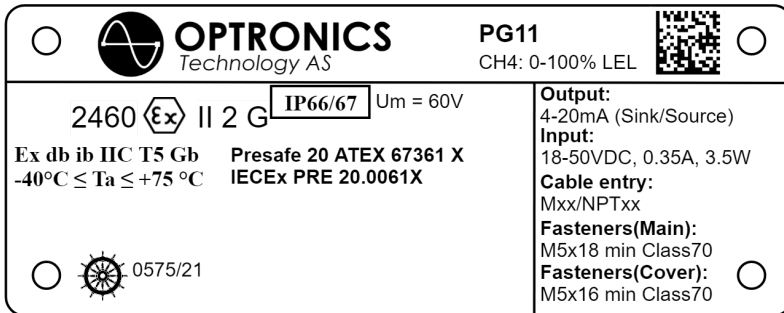 OPTRONICS
Technology AS
PG11
CH4: 0-100% LEL
2460 Ex II 2 G
IP66/67
Um = 60V
Ex db ib IIC T5 Gb
-40°C ≤ Ta ≤ +75 °C
Presafe 20 ATEX 67361 X
IECEx PRE 20.0061X
0575/21
Output:
4-20mA (Sink/Source)
Input:
18-50VDC, 0.35A, 3.5W
Cable entry:
Mxx/NPTxx
Fasteners(Main):
M5x18 min Class70
Fasteners(Cover):
M5x16 min Class70